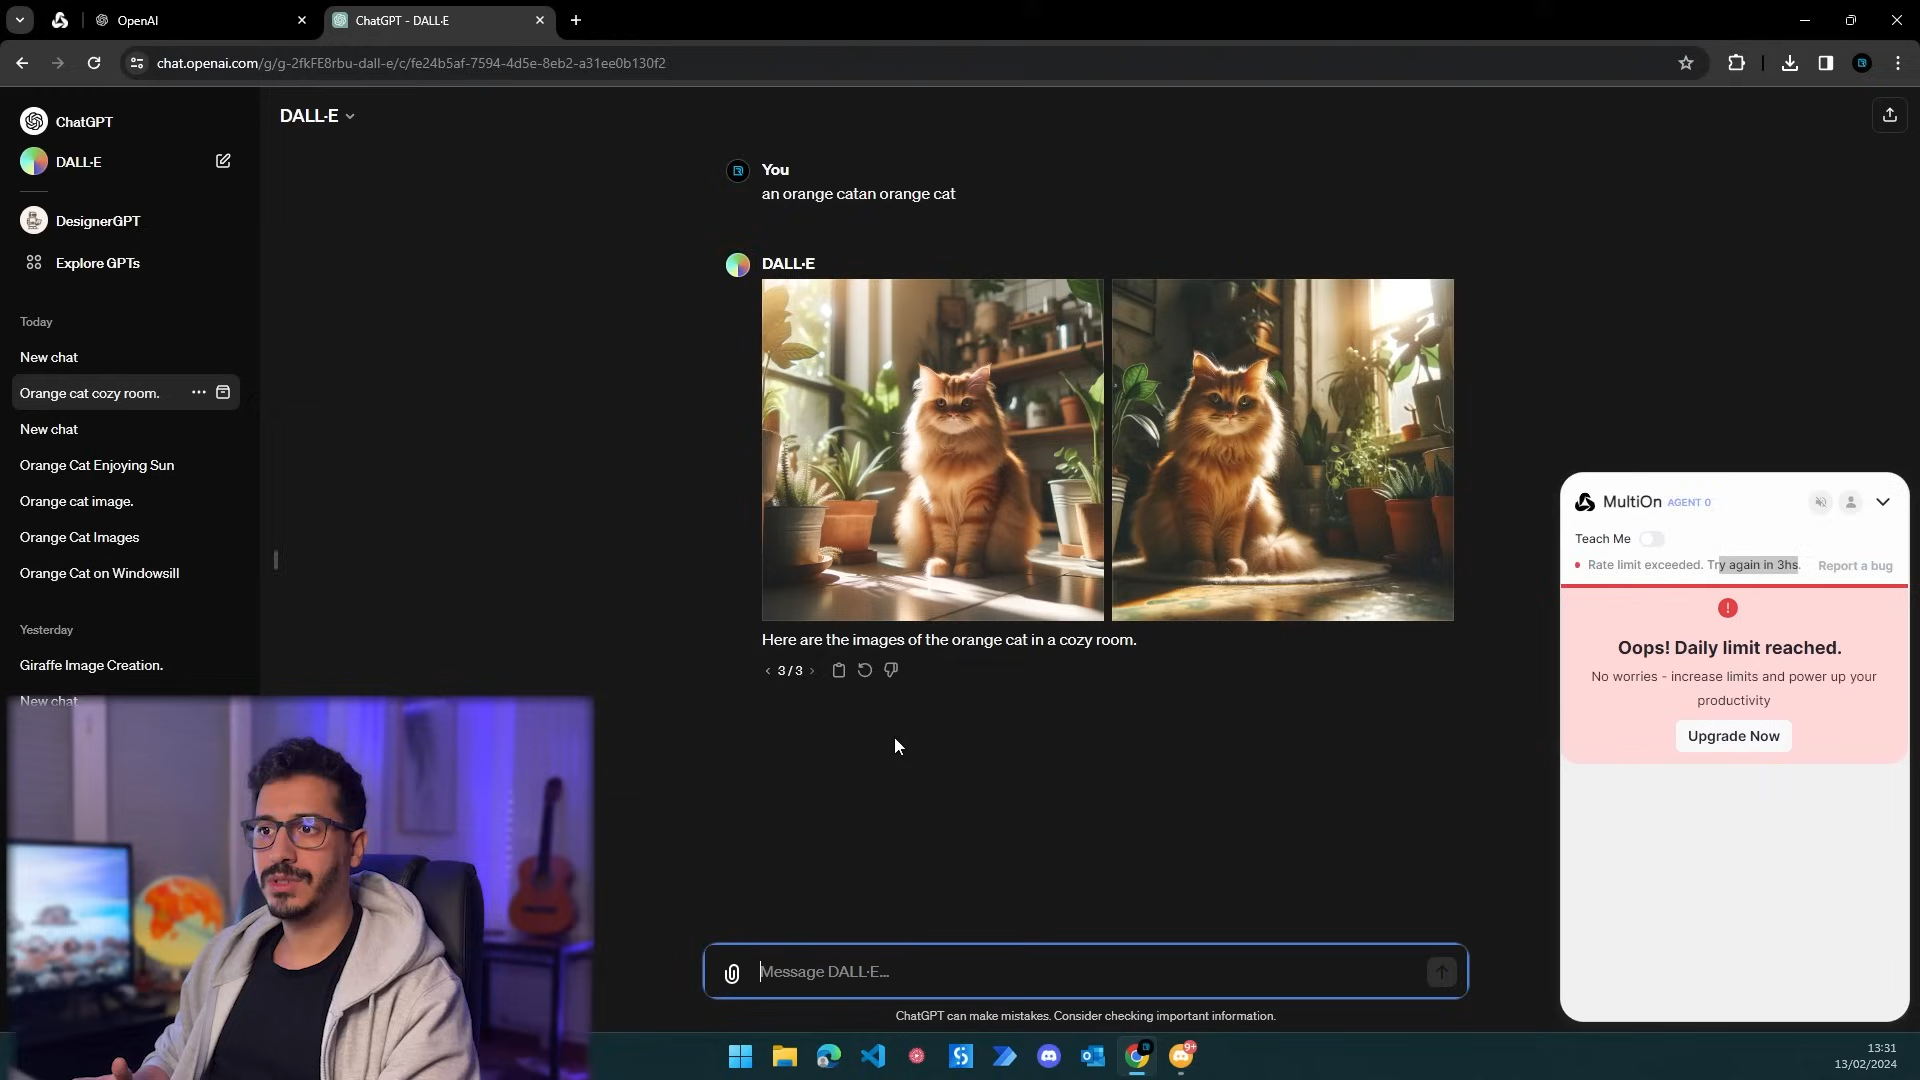 OpenAI
ChatGPT - DALL·E
chat.openai.com/g/g-2fkFE8rbu-dall-e/c/fe24b5af-7594-4d5e-8eb2-a31ee0b130f2
ChatGPT
DALL·E
DesignerGPT
Explore GPTs
Today
New chat
Orange cat cozy room.
New chat
Orange Cat Enjoying Sun
Orange cat image.
Orange Cat Images
Orange Cat on Windowsill
Yesterday
Giraffe Image Creation.
New chat
DALL·E
You
an orange catan orange cat
DALL·E
Here are the images of the orange cat in a cozy room.
3/3
Message DALL·E...
ChatGPT can make mistakes. Consider checking important information.
MultiOn AGENT 0
Teach Me
Rate limit exceeded. Try again in 3hs. Report a bug
Oops! Daily limit reached.
No worries - increase limits and power up your
productivity
Upgrade Now
9+
13:31
13/02/2024